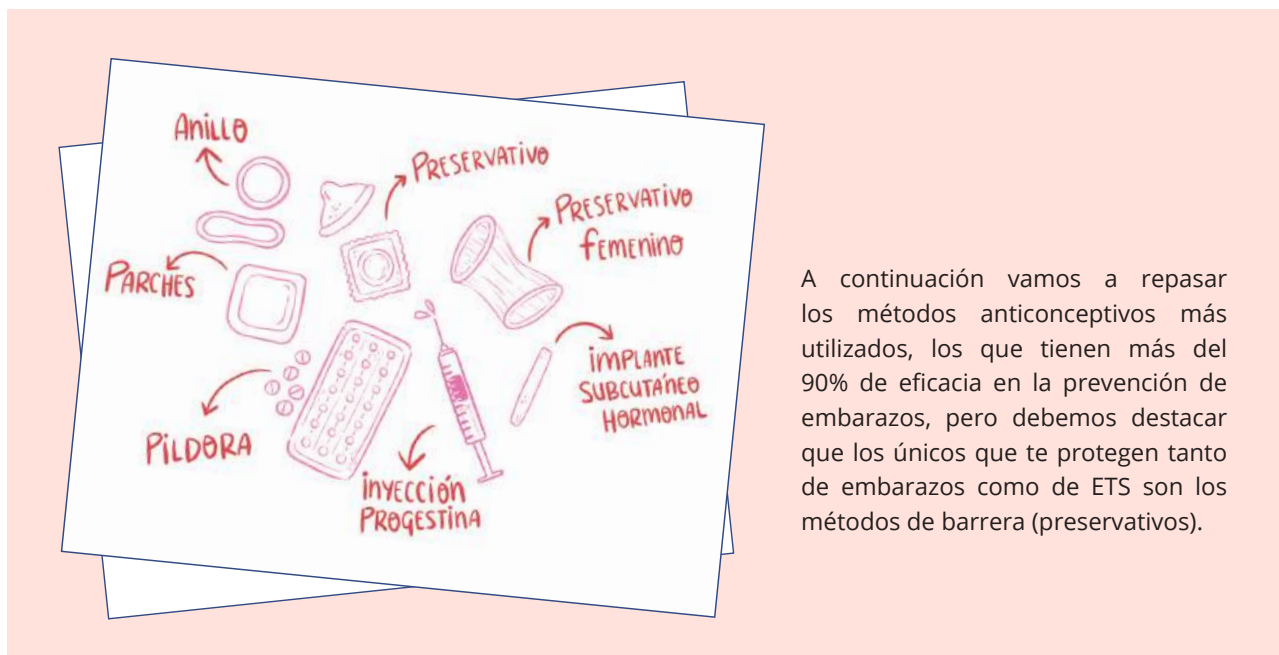 Anillo
Preservativo
Preservativo
femenino
Parches
implante
subcutáneo
Hormonal
Píldora
inyección
Progestina
A continuación vamos a repasar
los métodos anticonceptivos más
utilizados, los que tienen más del
90% de eficacia en la prevención de
embarazos, pero debemos destacar
que los únicos que te protegen tanto
de embarazos como de ETS son los
métodos de barrera (preservativos).